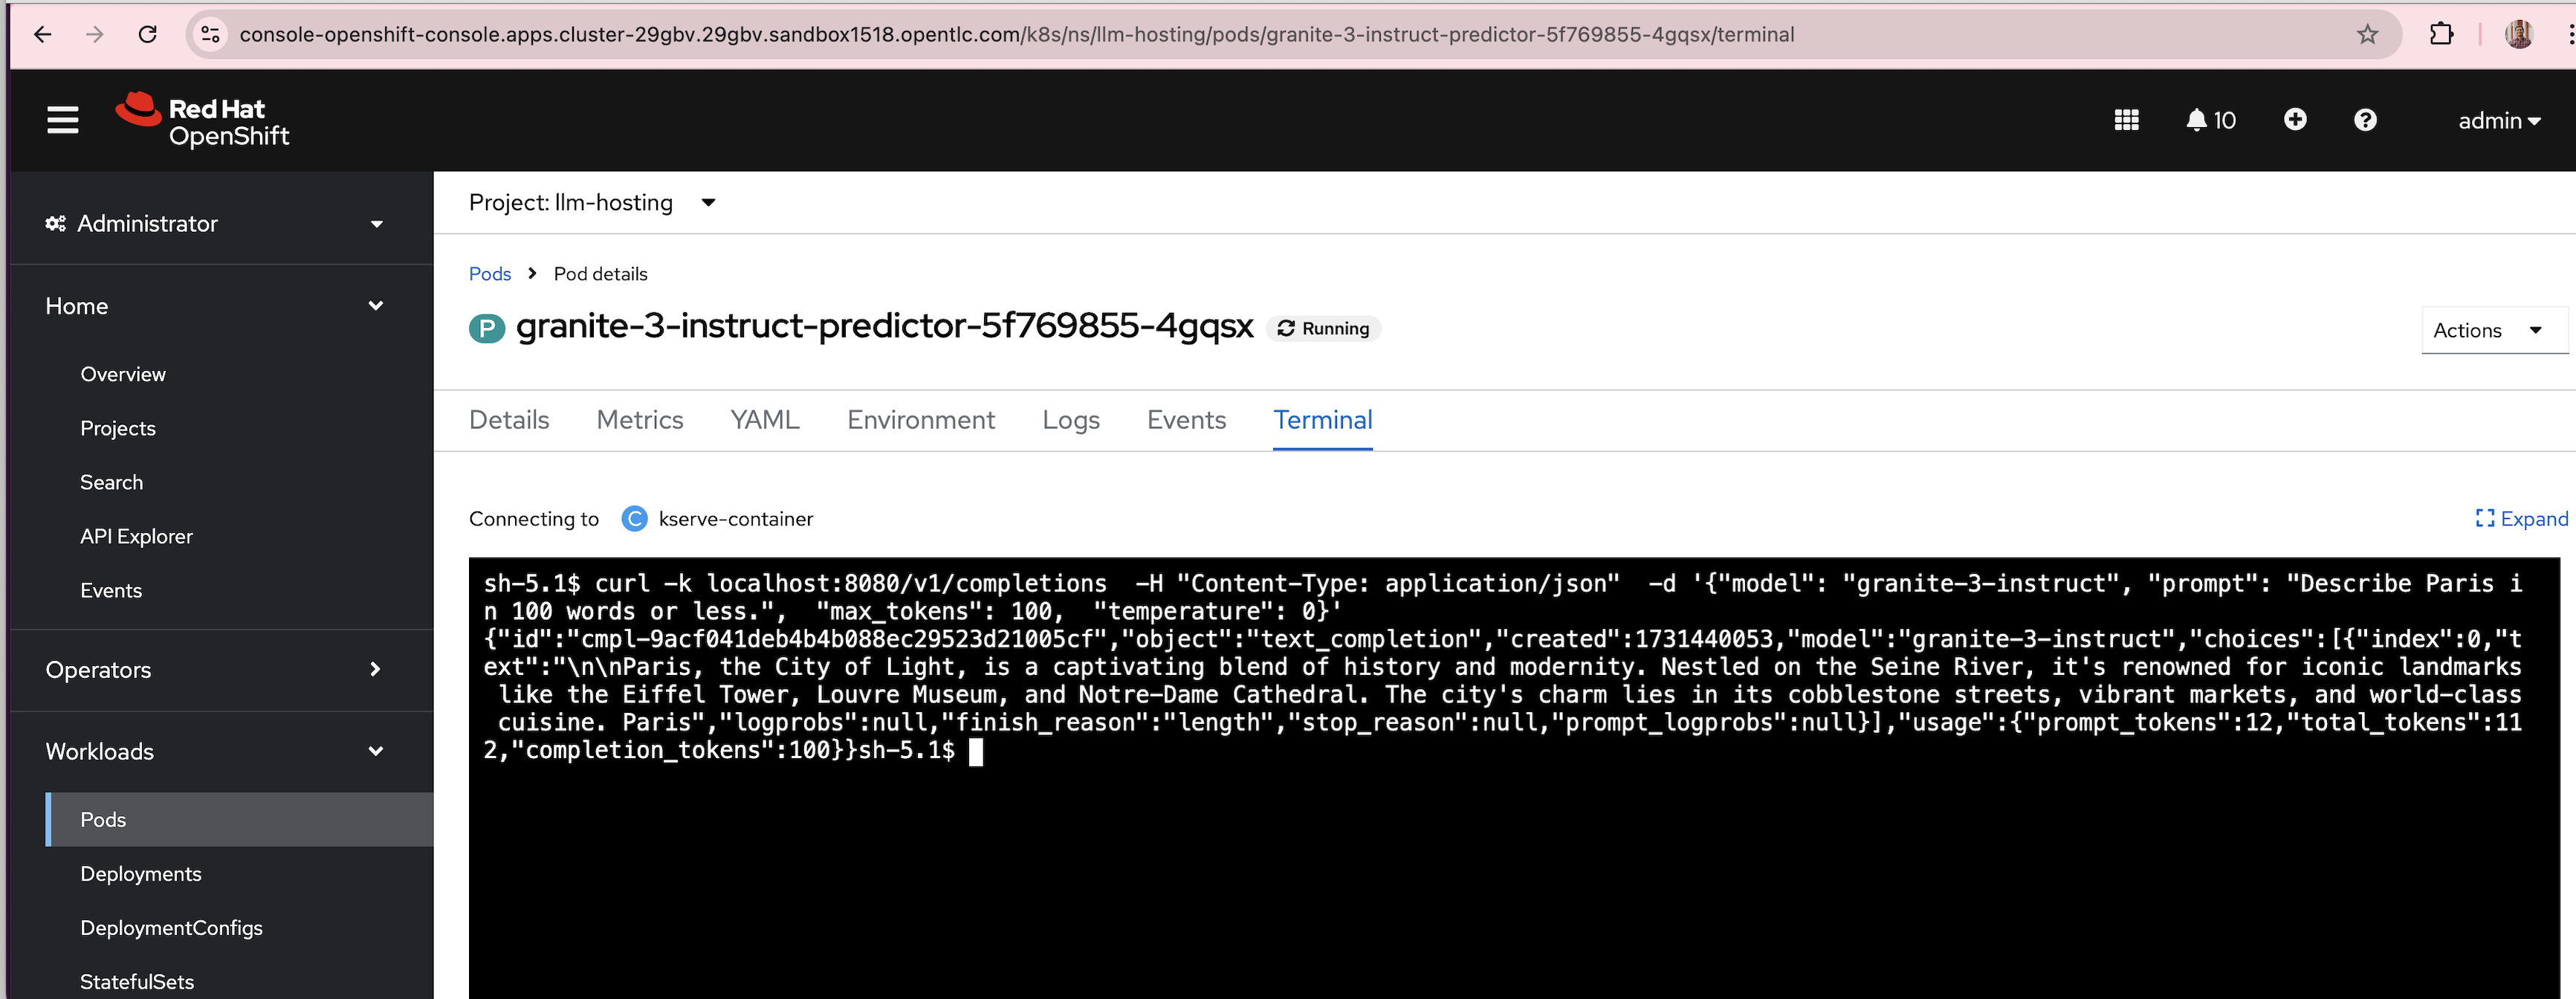 console-openshift-console.apps.cluster-29gbv.29gbv.sandbox1518.opentlc.com/k8s/ns/llm-hosting/pods/granite-3-instruct-predictor-5f769855-4gqsx/terminal
Red Hat
OpenShift
10
admin
Administrator
Home
Overview
Projects
Search
API Explorer
Events
Operators
Workloads
Pods
Deployments
DeploymentConfigs
StatefulSets
Project: llm-hosting
Pods
Pod details
P granite-3-instruct-predictor-5f769855-4gqsx Running
Actions
Details Metrics YAML Environment Logs Events Terminal
Connecting to C kserve-container
Expand
sh-5.1$ curl -k localhost:8080/v1/completions  -H "Content-Type: application/json"  -d '{"model": "granite-3-instruct", "prompt": "Describe Paris i
n 100 words or less.",  "max_tokens": 100,  "temperature": 0}'
{"id":"cmpl-9acf041deb4b4b088ec29523d21005cf","object":"text_completion","created":1731440053,"model":"granite-3-instruct","choices":[{"index":0,"t
ext":"\n\nParis, the City of Light, is a captivating blend of history and modernity. Nestled on the Seine River, it's renowned for iconic landmarks
 like the Eiffel Tower, Louvre Museum, and Notre-Dame Cathedral. The city's charm lies in its cobblestone streets, vibrant markets, and world-class
 cuisine. Paris","logprobs":null,"finish_reason":"length","stop_reason":null,"prompt_logprobs":null}],"usage":{"prompt_tokens":12,"total_tokens":11
2,"completion_tokens":100}}sh-5.1$